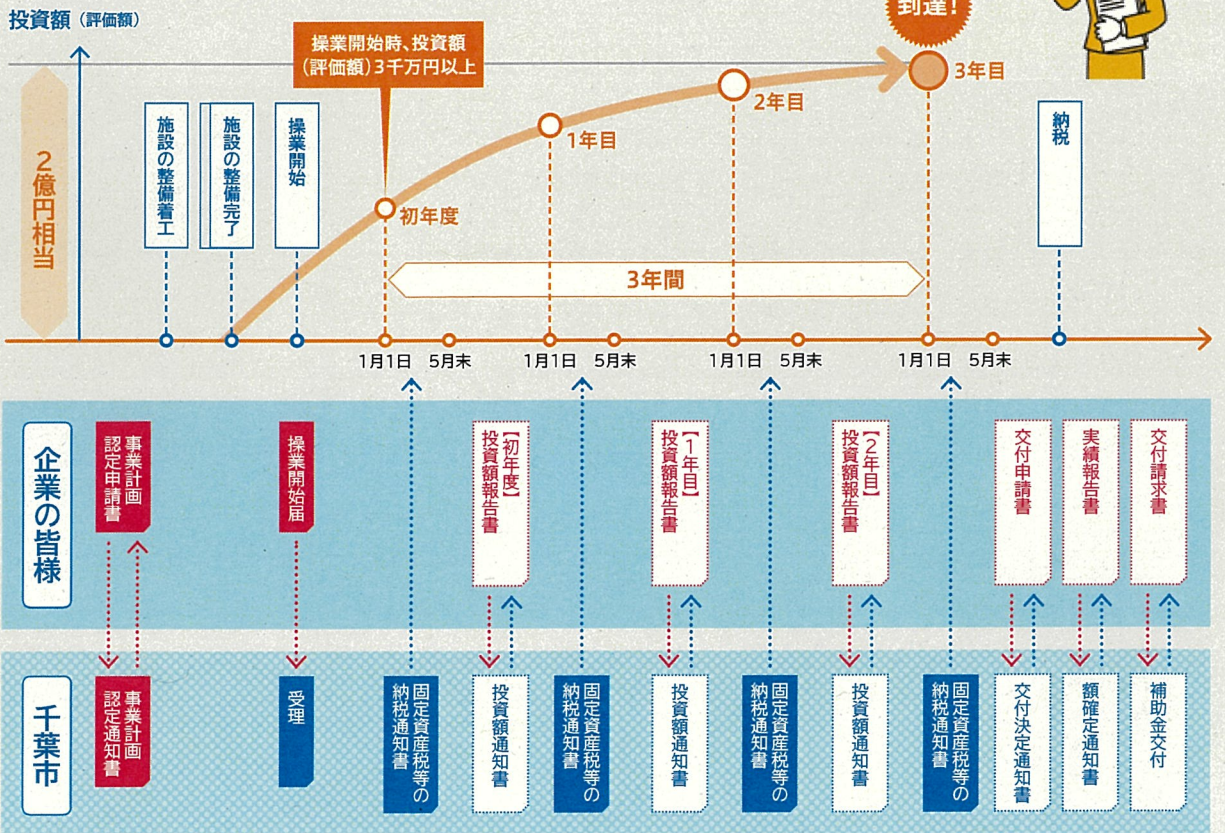 投資額（評価額）
到達！
操業開始時、投資額
（評価額）3千万円以上
2億円相当
施設の整備着工
施設の整備完了
操業開始
初年度
1年目
2年目
3年目
納税
3年間
1月1日
5月末
1月1日
5月末
1月1日
5月末
1月1日
5月末
企業の皆様
事業計画
認定申請書
操業開始届
【初年度】
投資額報告書
【1年目】
投資額報告書
【2年目】
投資額報告書
交付申請書
実績報告書
交付請求書
千葉市
事業計画
認定通知書
受理
固定資産税等の
納税通知書
投資額通知書
固定資産税等の
納税通知書
投資額通知書
固定資産税等の
納税通知書
投資額通知書
固定資産税等の
納税通知書
交付決定通知書
額確定通知書
補助金交付